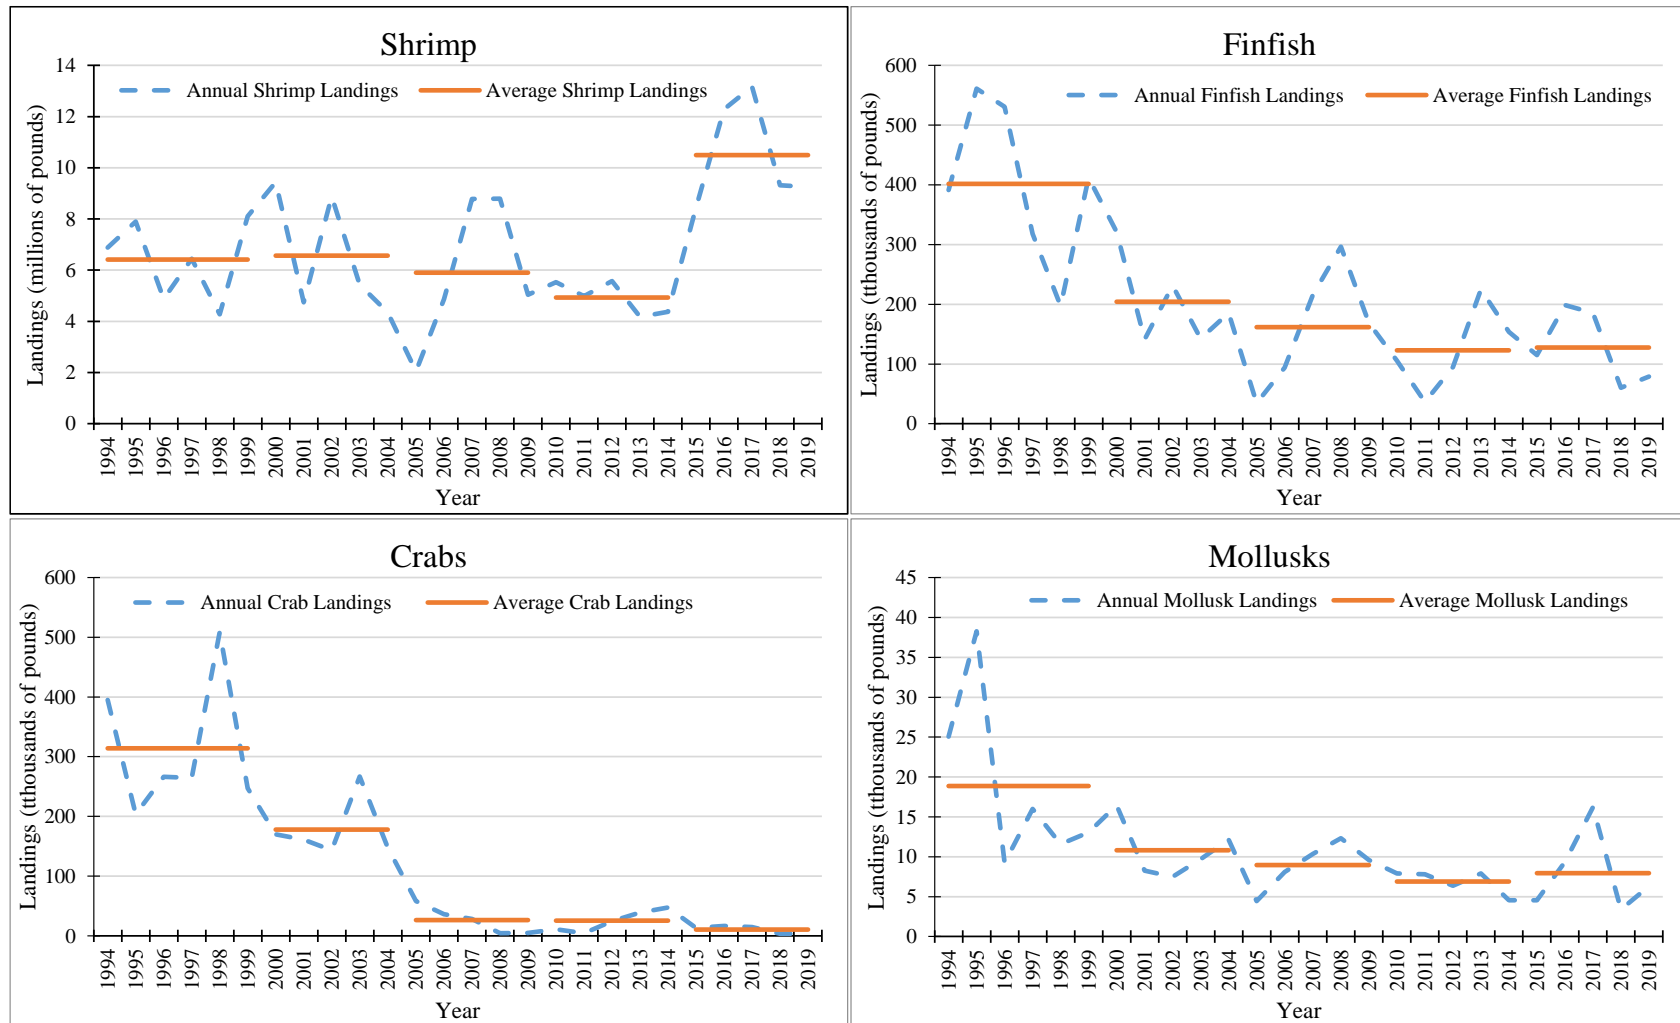 Shrimp
Annual Shrimp Landings Average Shrimp Landings
Landings (millions of pounds)
14
12
10
8
6
4
2
0
1994 1995 1996 1997 1998 1999 2000 2001 2002 2003 2004 2005 2006 2007 2008 2009 2010 2011 2012 2013 2014 2015 2016 2017 2018 2019
Year
Finfish
Annual Finfish Landings Average Finfish Landings
Landings (tthousands of pounds)
600
500
400
300
200
100
0
1994 1995 1996 1997 1998 1999 2000 2001 2002 2003 2004 2005 2006 2007 2008 2009 2010 2011 2012 2013 2014 2015 2016 2017 2018 2019
Year
Crabs
Annual Crab Landings Average Crab Landings
Landings (tthousands of pounds)
600
500
400
300
200
100
0
1994 1995 1996 1997 1998 1999 2000 2001 2002 2003 2004 2005 2006 2007 2008 2009 2010 2011 2012 2013 2014 2015 2016 2017 2018 2019
Year
Mollusks
Annual Mollusk Landings Average Mollusk Landings
Landings (tthousands of pounds)
45
40
35
30
25
20
15
10
5
0
1994 1995 1996 1997 1998 1999 2000 2001 2002 2003 2004 2005 2006 2007 2008 2009 2010 2011 2012 2013 2014 2015 2016 2017 2018 2019
Year